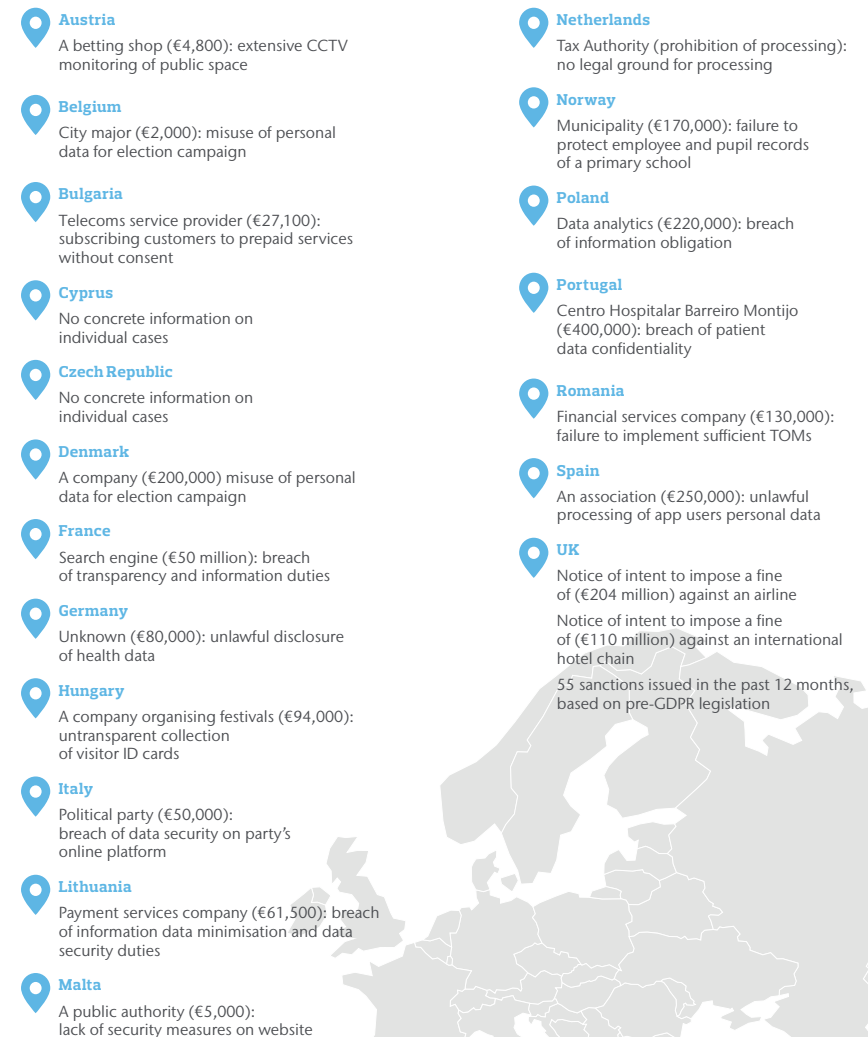 Austria
A betting shop (€4,800): extensive CCTV
monitoring of public space
Belgium
City major (€2,000): misuse of personal
data for election campaign
Bulgaria
Telecoms service provider (€27,100):
subscribing customers to prepaid services
without consent
Cyprus
No concrete information on
individual cases
Czech Republic
No concrete information on
individual cases
Denmark
A company (€200,000) misuse of personal
data for election campaign
France
Search engine (€50 million): breach
of transparency and information duties
Germany
Unknown (€80,000): unlawful disclosure
of health data
Hungary
A company organising festivals (€94,000):
untransparent collection
of visitor ID cards
Italy
Political party (€50,000):
breach of data security on party’s
online platform
Lithuania
Payment services company (€61,500): breach
of information data minimisation and data
security duties
Malta
A public authority (€5,000):
lack of security measures on website
Netherlands
Tax Authority (prohibition of processing):
no legal ground for processing
Norway
Municipality (€170,000): failure to
protect employee and pupil records
of a primary school
Poland
Data analytics (€220,000): breach
of information obligation
Portugal
Centro Hospitalar Barreiro Montijo
(€400,000): breach of patient
data confidentiality
Romania
Financial services company (€130,000):
failure to implement sufficient TOMs
Spain
An association (€250,000): unlawful
processing of app users personal data
UK
Notice of intent to impose a fine
of (€204 million) against an airline
Notice of intent to impose a fine
of (€110 million) against an international
hotel chain
55 sanctions issued in the past 12 months,
based on pre-GDPR legislation